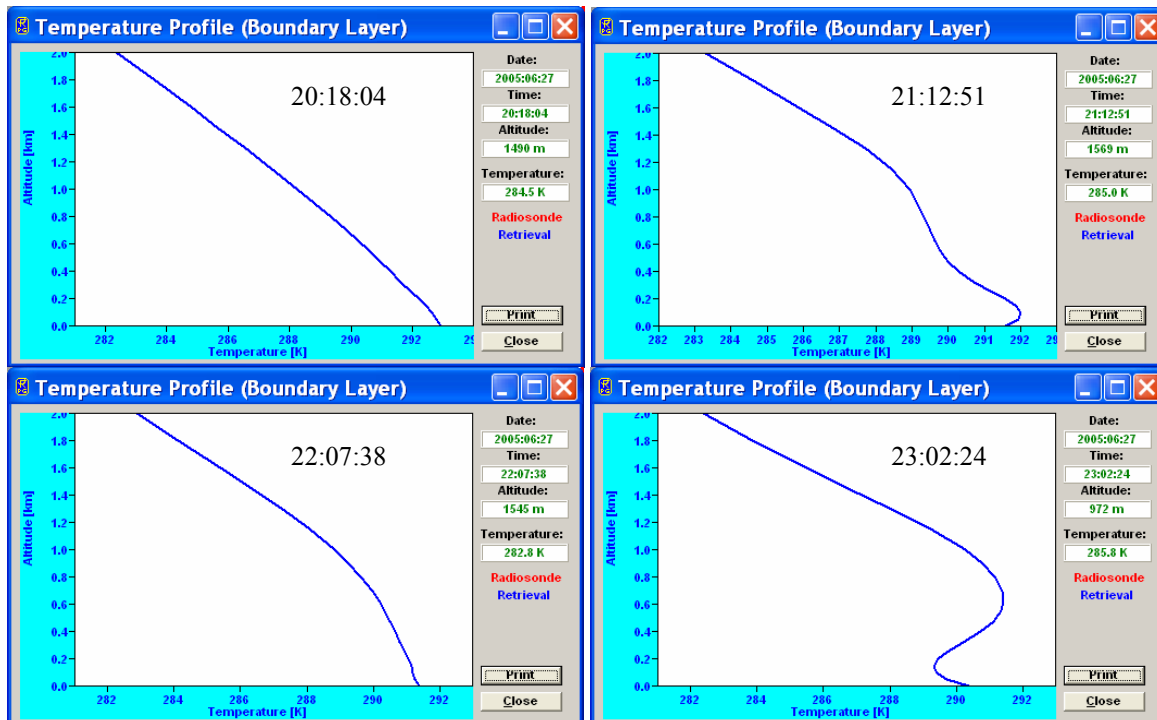 Temperature Profile (Boundary Layer)
2.0
1.8
1.6
1.4
1.2
1.0
0.8
0.6
0.4
0.2
0.0
Altitude [km]
20:18:04
282 284 286 288 290 292 29
Temperature [K]
Date:
2005:06:27
Time:
20:18:04
Altitude:
1490 m
Temperature:
284.5 K
Radiosonde
Retrieval
Print
Close
Temperature Profile (Boundary Layer)
2.0
1.8
1.6
1.4
1.2
1.0
0.8
0.6
0.4
0.2
0.0
Altitude [km]
21:12:51
282 283 284 285 286 287 288 289 290 291 292 29
Temperature [K]
Date:
2005:06:27
Time:
21:12:51
Altitude:
1569 m
Temperature:
285.0 K
Radiosonde
Retrieval
Print
Close
Temperature Profile (Boundary Layer)
2.0
1.8
1.6
1.4
1.2
1.0
0.8
0.6
0.4
0.2
0.0
Altitude [km]
22:07:38
282 284 286 288 290 292
Temperature [K]
Date:
2005:06:27
Time:
22:07:38
Altitude:
1545 m
Temperature:
282.8 K
Radiosonde
Retrieval
Print
Close
Temperature Profile (Boundary Layer)
2.0
1.8
1.6
1.4
1.2
1.0
0.8
0.6
0.4
0.2
0.0
Altitude [km]
23:02:24
282 284 286 288 290 292
Temperature [K]
Date:
2005:06:27
Time:
23:02:24
Altitude:
972 m
Temperature:
285.8 K
Radiosonde
Retrieval
Print
Close